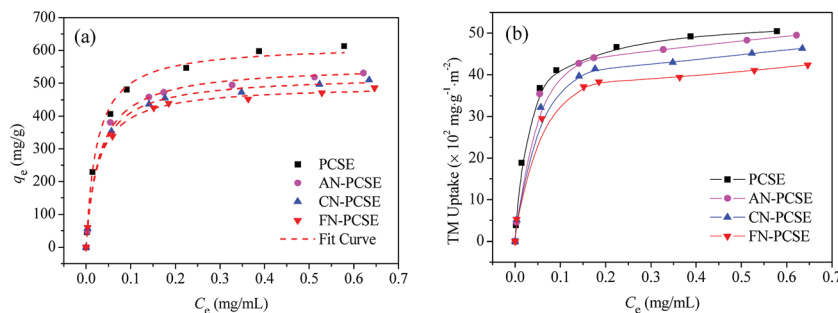 (a)
700
600
500
400
300
200
100
0
qe (mg/g)
PCSE
AN-PCSE
CN-PCSE
FN-PCSE
Fit Curve
0.0 0.1 0.2 0.3 0.4 0.5 0.6 0.7
Ce (mg/mL)
(b)
50
40
30
20
10
0
TM Uptake (× 10² mg·g⁻¹·m⁻²)
PCSE
AN-PCSE
CN-PCSE
FN-PCSE
0.0 0.1 0.2 0.3 0.4 0.5 0.6 0.7
Ce (mg/mL)